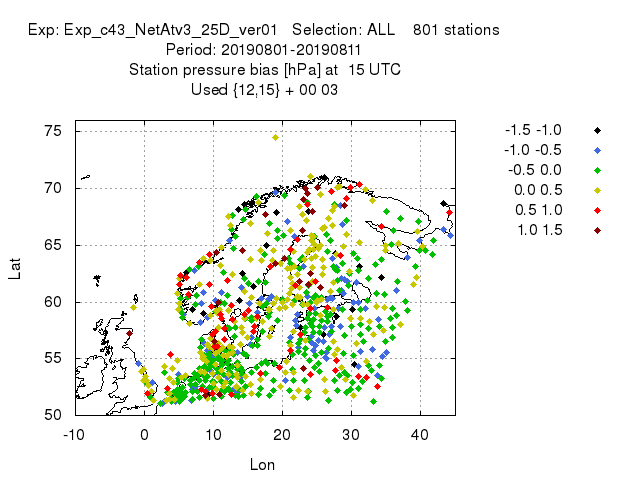 Exp: Exp_c43_NetAtv3_25D_ver01 Selection: ALL 801 stations
Period: 20190801-20190811
Station pressure bias [hPa] at 15 UTC
Used {12,15} + 00 03
-1.5 -1.0
-1.0 -0.5
-0.5 0.0
0.0 0.5
0.5 1.0
1.0 1.5
75
70
65
60
55
50
Lat
-10 0 10 20 30 40
Lon